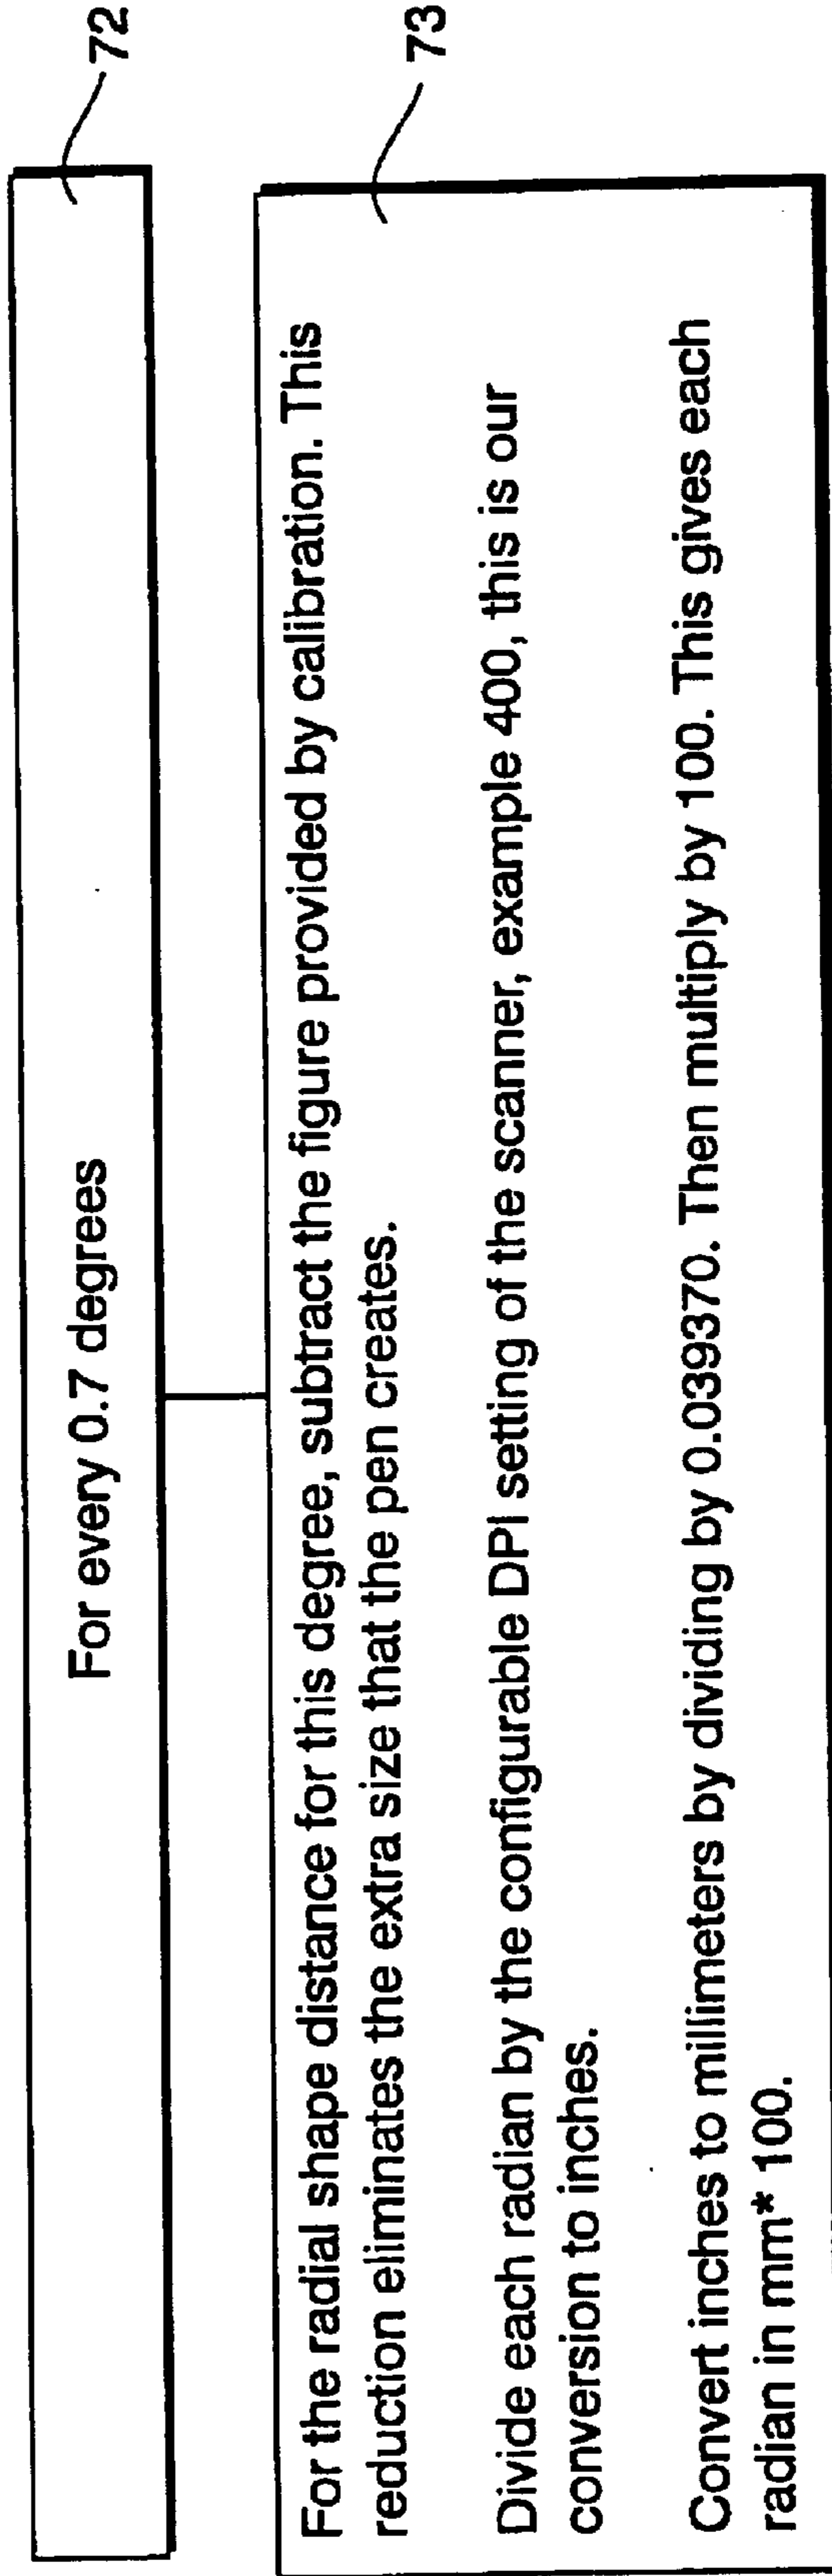 For every 0.7 degrees
72
For the radial shape distance for this degree, subtract the figure provided by calibration. This
reduction eliminates the extra size that the pen creates.
Divide each radian by the configurable DPI setting of the scanner, example 400, this is our
conversion to inches.
Convert inches to millimeters by dividing by 0.039370. Then multiply by 100. This gives each
radian in mm* 100.
73